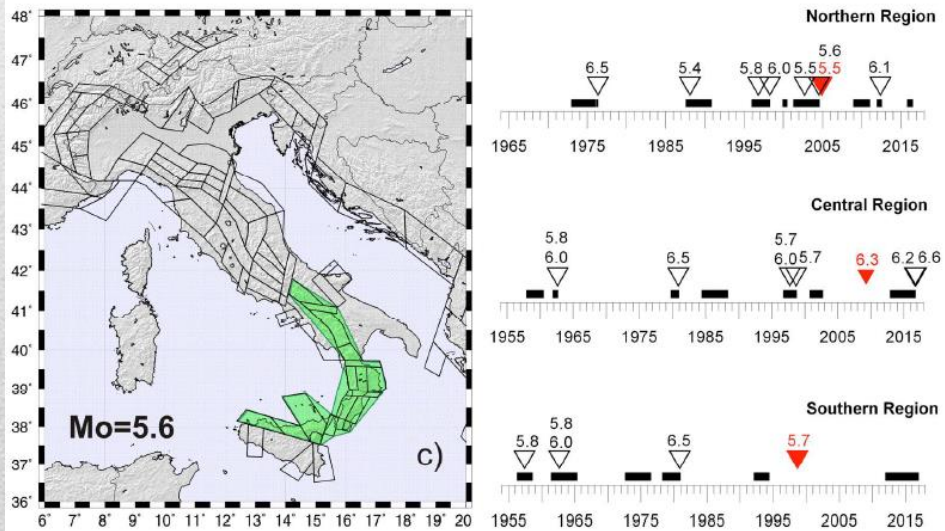 48°
47°
46°
45°
44°
43°
42°
41°
40°
39°
38°
37°
36°
6° 7° 8° 9° 10° 11° 12° 13° 14° 15° 16° 17° 18° 19° 20
Mo=5.6
c)
Northern Region
5.6
6.5 5.4 5.8 6.0 5.5 5.5 6.1
1965 1975 1985 1995 2005 2015
Central Region
5.8 5.7
6.0 6.5 6.0 5.7 6.3 6.2 6.6
1955 1965 1975 1985 1995 2005 2015
Southern Region
5.8
5.8 6.0 6.5 5.7
1955 1965 1975 1985 1995 2005 2015